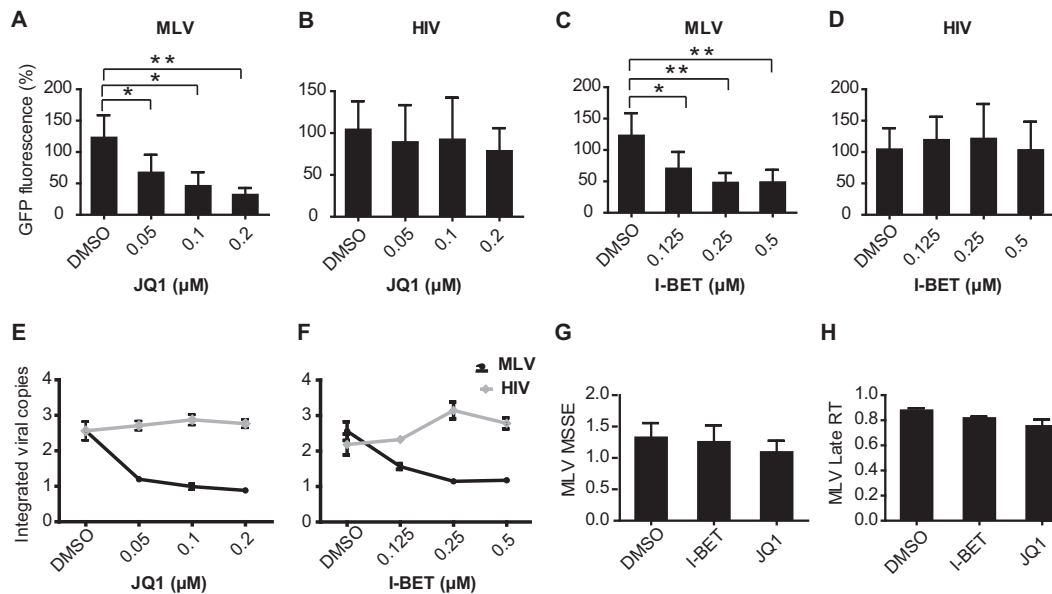 A
MLV
GFP fluorescence (%)
200
150
100
50
0
*
*
**
DMSO
0.05
0.1
0.2
JQ1 (µM)
B
HIV
150
100
50
0
DMSO
0.05
0.1
0.2
JQ1 (µM)
C
MLV
200
150
100
50
0
*
**
**
DMSO
0.125
0.25
0.5
I-BET (µM)
D
HIV
200
150
100
50
0
DMSO
0.125
0.25
0.5
I-BET (µM)
E
Integrated viral copies
4
3
2
1
0
DMSO
0.05
0.1
0.2
JQ1 (µM)
F
MLV
HIV
4
3
2
1
0
DMSO
0.125
0.25
0.5
I-BET (µM)
G
MLV MSSE
2.0
1.5
1.0
0.5
0.0
DMSO
I-BET
JQ1
H
MLV Late RT
1.0
0.8
0.6
0.4
0.2
0.0
DMSO
I-BET
JQ1